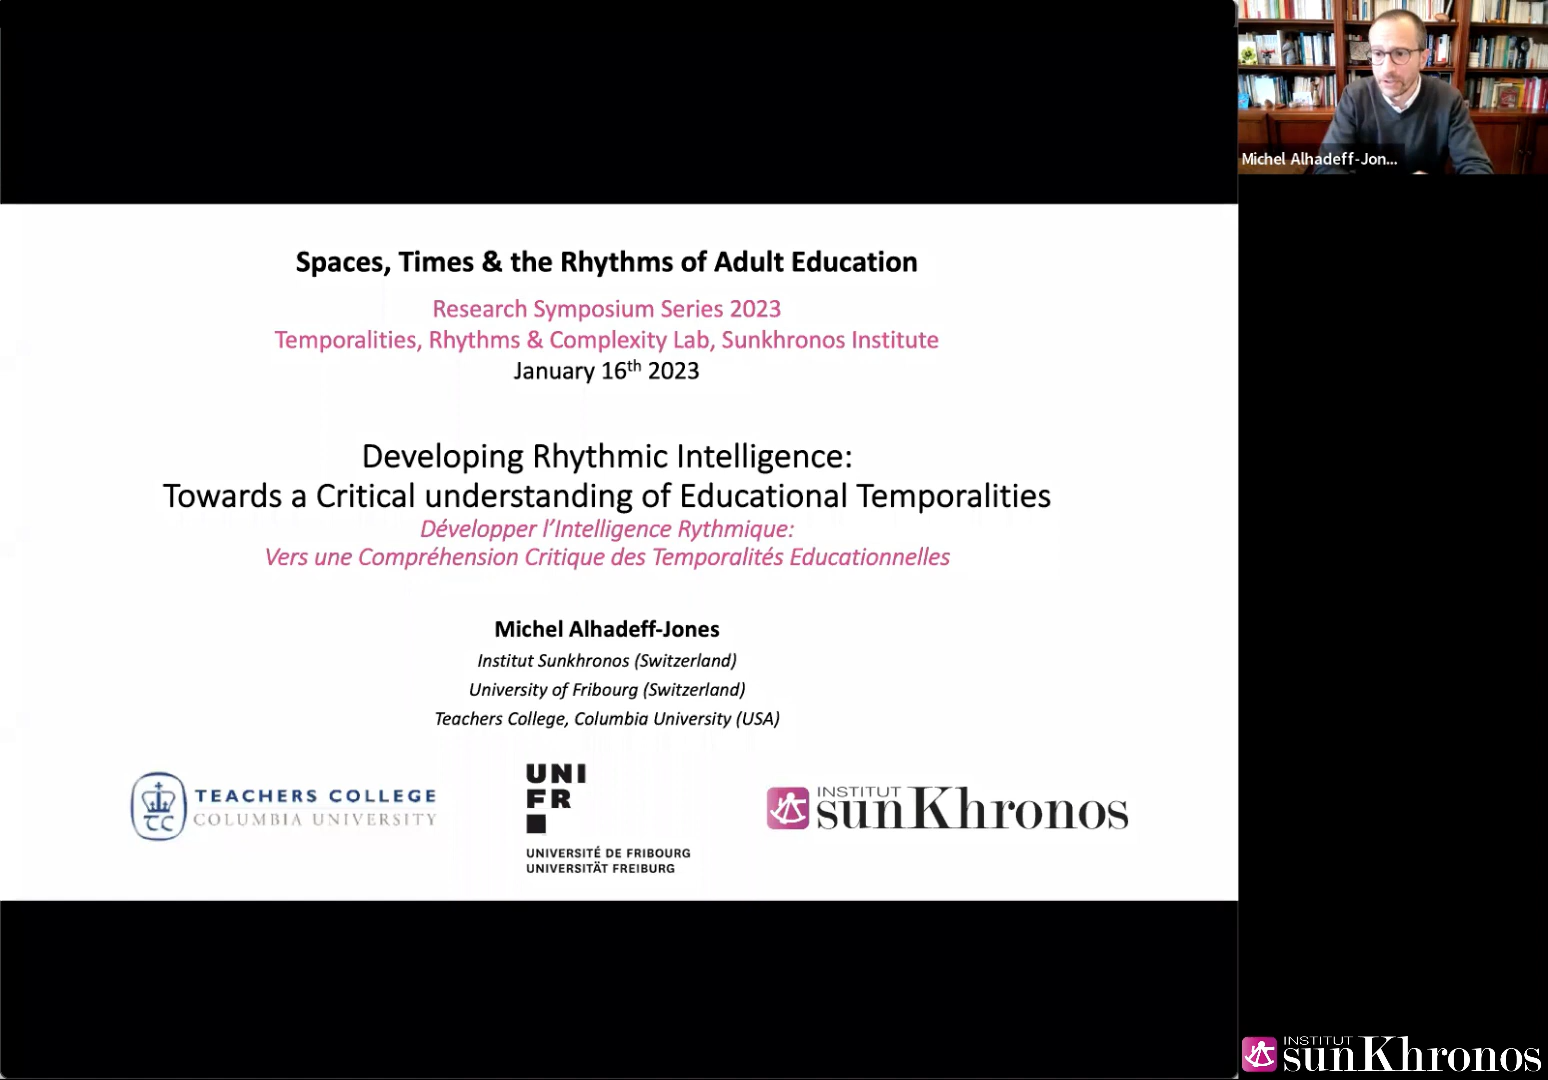 Michel Alhadeff-Jon...
Spaces, Times & the Rhythms of Adult Education
Research Symposium Series 2023
Temporalities, Rhythms & Complexity Lab, Sunkhronos Institute
January 16th 2023
Developing Rhythmic Intelligence:
Towards a Critical understanding of Educational Temporalities
Développer l'Intelligence Rythmique:
Vers une Compréhension Critique des Temporalités Educationnelles
Michel Alhadeff-Jones
Institut Sunkhronos (Switzerland)
University of Fribourg (Switzerland)
Teachers College, Columbia University (USA)
TC
TEACHERS COLLEGE
COLUMBIA UNIVERSITY
UNI
FR
UNIVERSITÉ DE FRIBOURG
UNIVERSITÄT FREIBURG
INSTITUT
sunKhronos
INSTITUT
sunKhronos